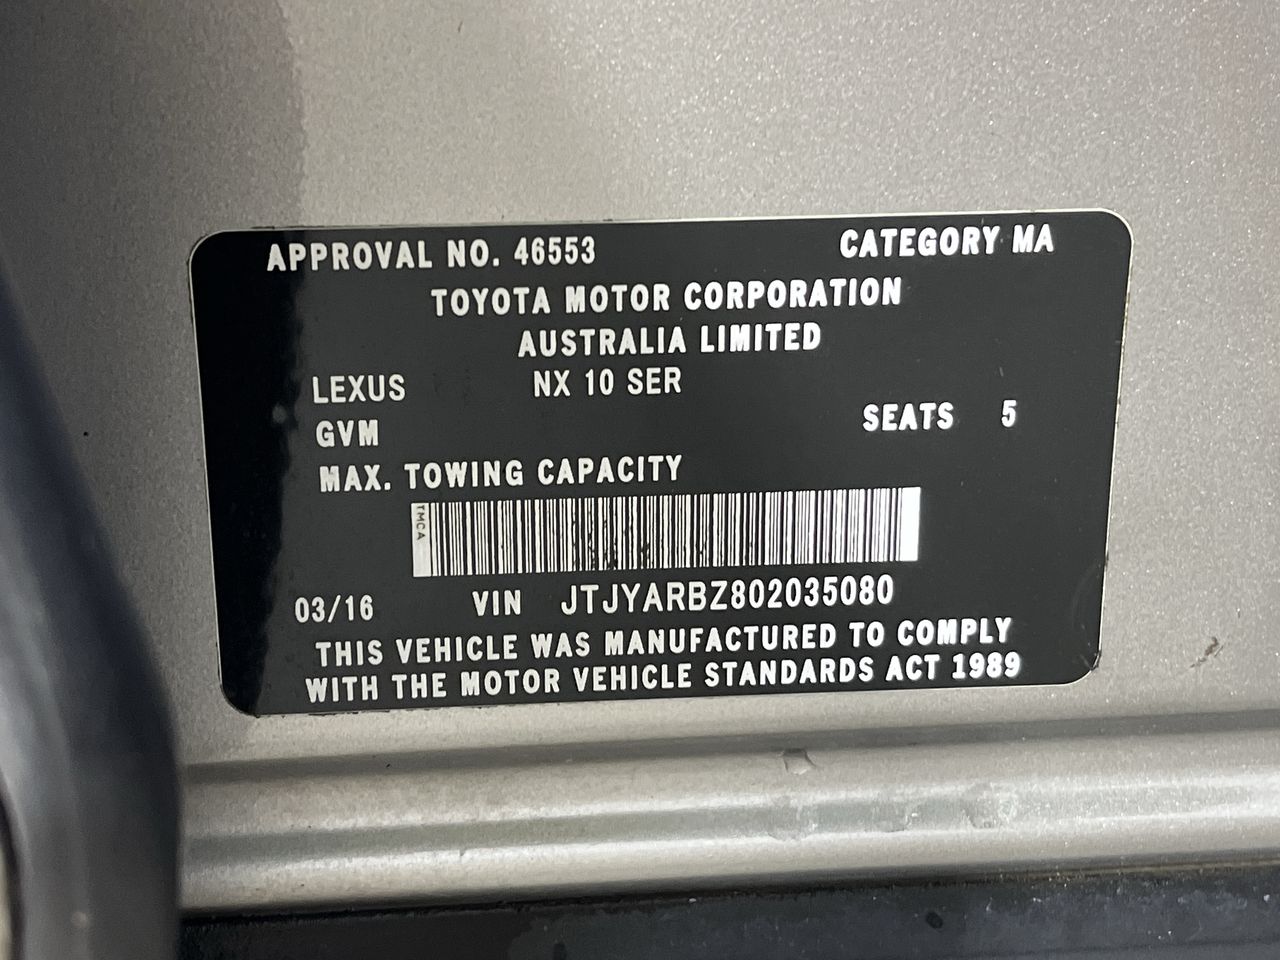 APPROVAL NO. 46553 CATEGORY MA
TOYOTA MOTOR CORPORATION
AUSTRALIA LIMITED
LEXUS NX 10 SER
GVM SEATS 5
MAX. TOWING CAPACITY
TMCA
03/16 VIN JTJYARBZ802035080
THIS VEHICLE WAS MANUFACTURED TO COMPLY
WITH THE MOTOR VEHICLE STANDARDS ACT 1989